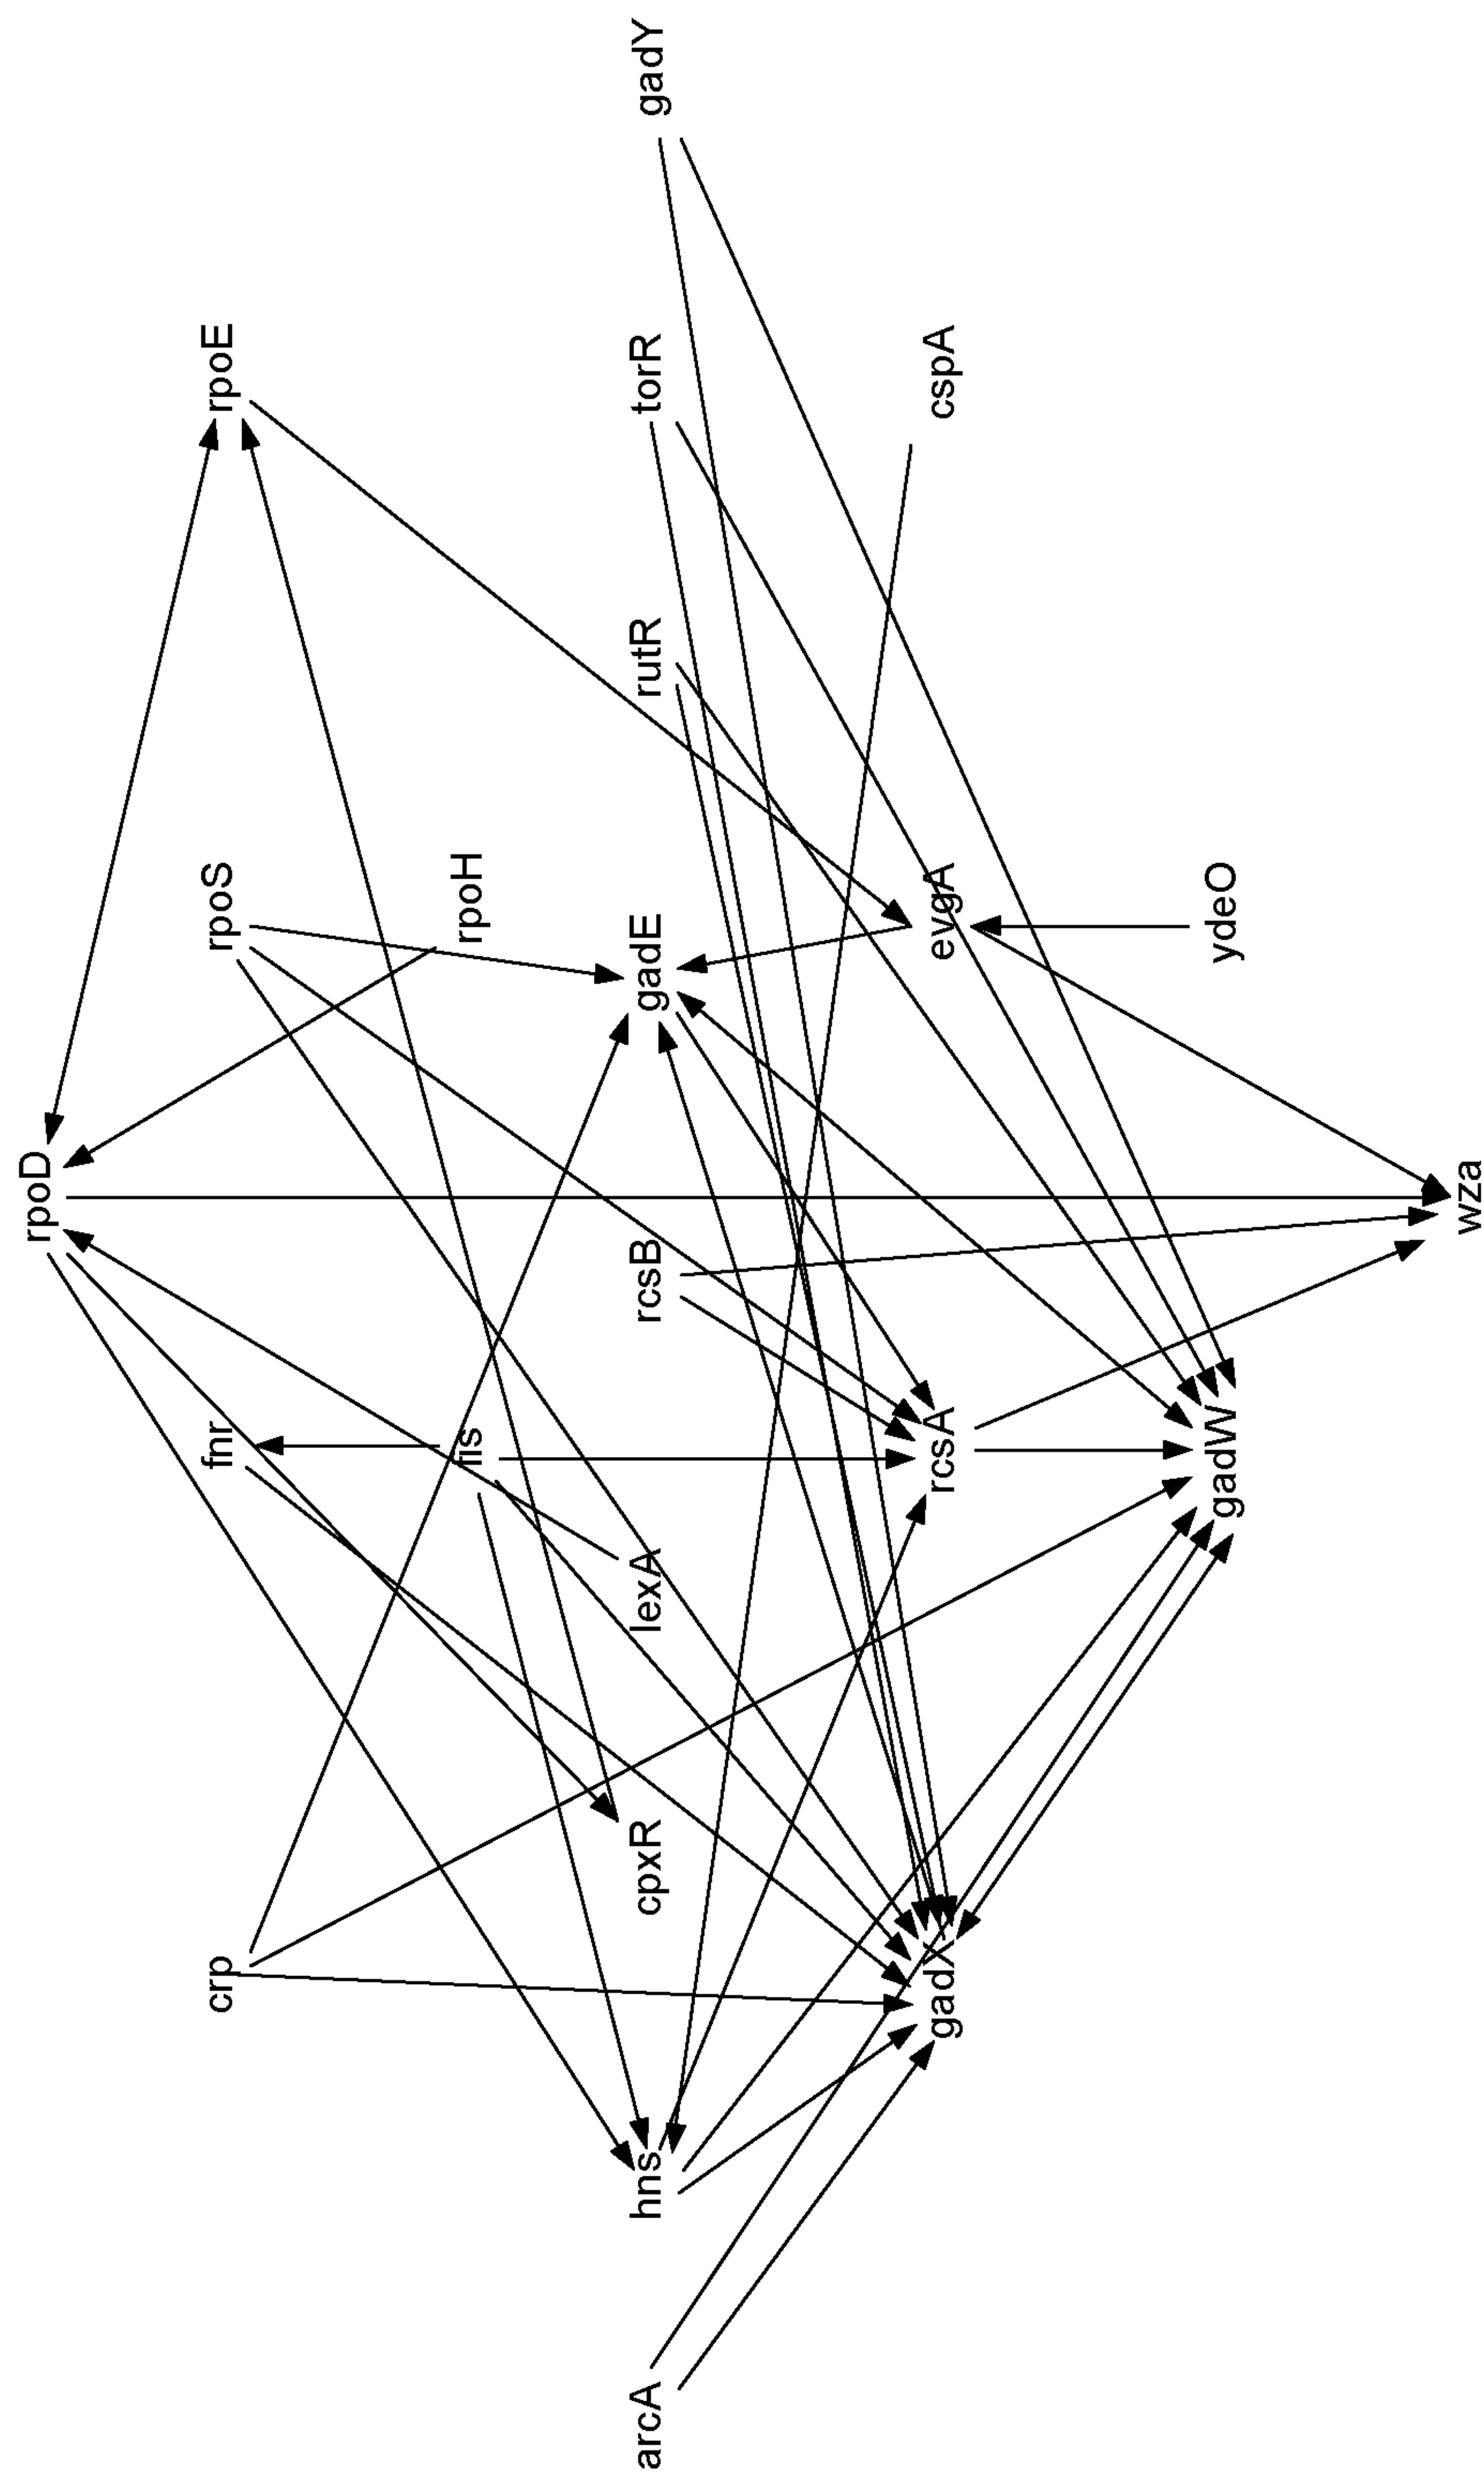 rpoD
crp
fnr
rpoS
rpoE
fis
rpoH
arcA
hns
cpxR
lexA
rcsB
gadE
rutR
torR
gadY
gadX
rcsA
evgA
cspA
gadW
ydeO
wza